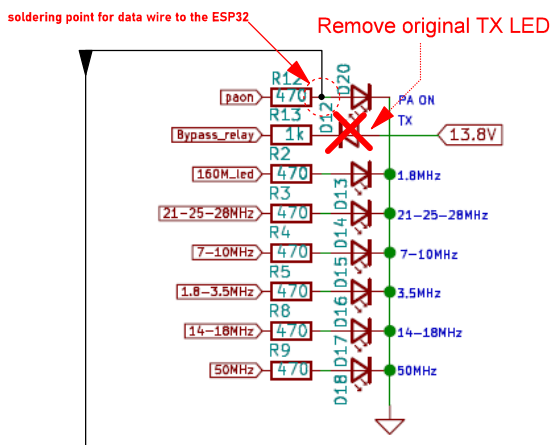 soldering point for data wire to the ESP32
Remove original TX LED
R12
D20
paon
470
PA ON
R13
D12
TX
Bypass_relay
1k
13.8V
R2
160M_led
470
D13
1.8MHz
R3
21-25-28MHz
470
D14
21-25-28MHz
R4
7-10MHz
470
D15
7-10MHz
R5
1.8-3.5MHz
470
D16
3.5MHz
R8
14-18MHz
470
D17
14-18MHz
R9
50MHz
470
D18
50MHz